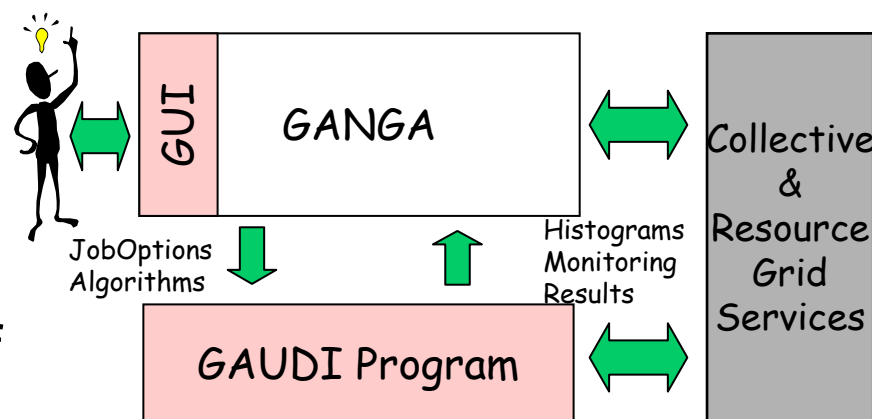 GUI
GANGA
Collective
&
Resource
Grid
Services
JobOptions
Algorithms
Histograms
Monitoring
Results
GAUDI Program